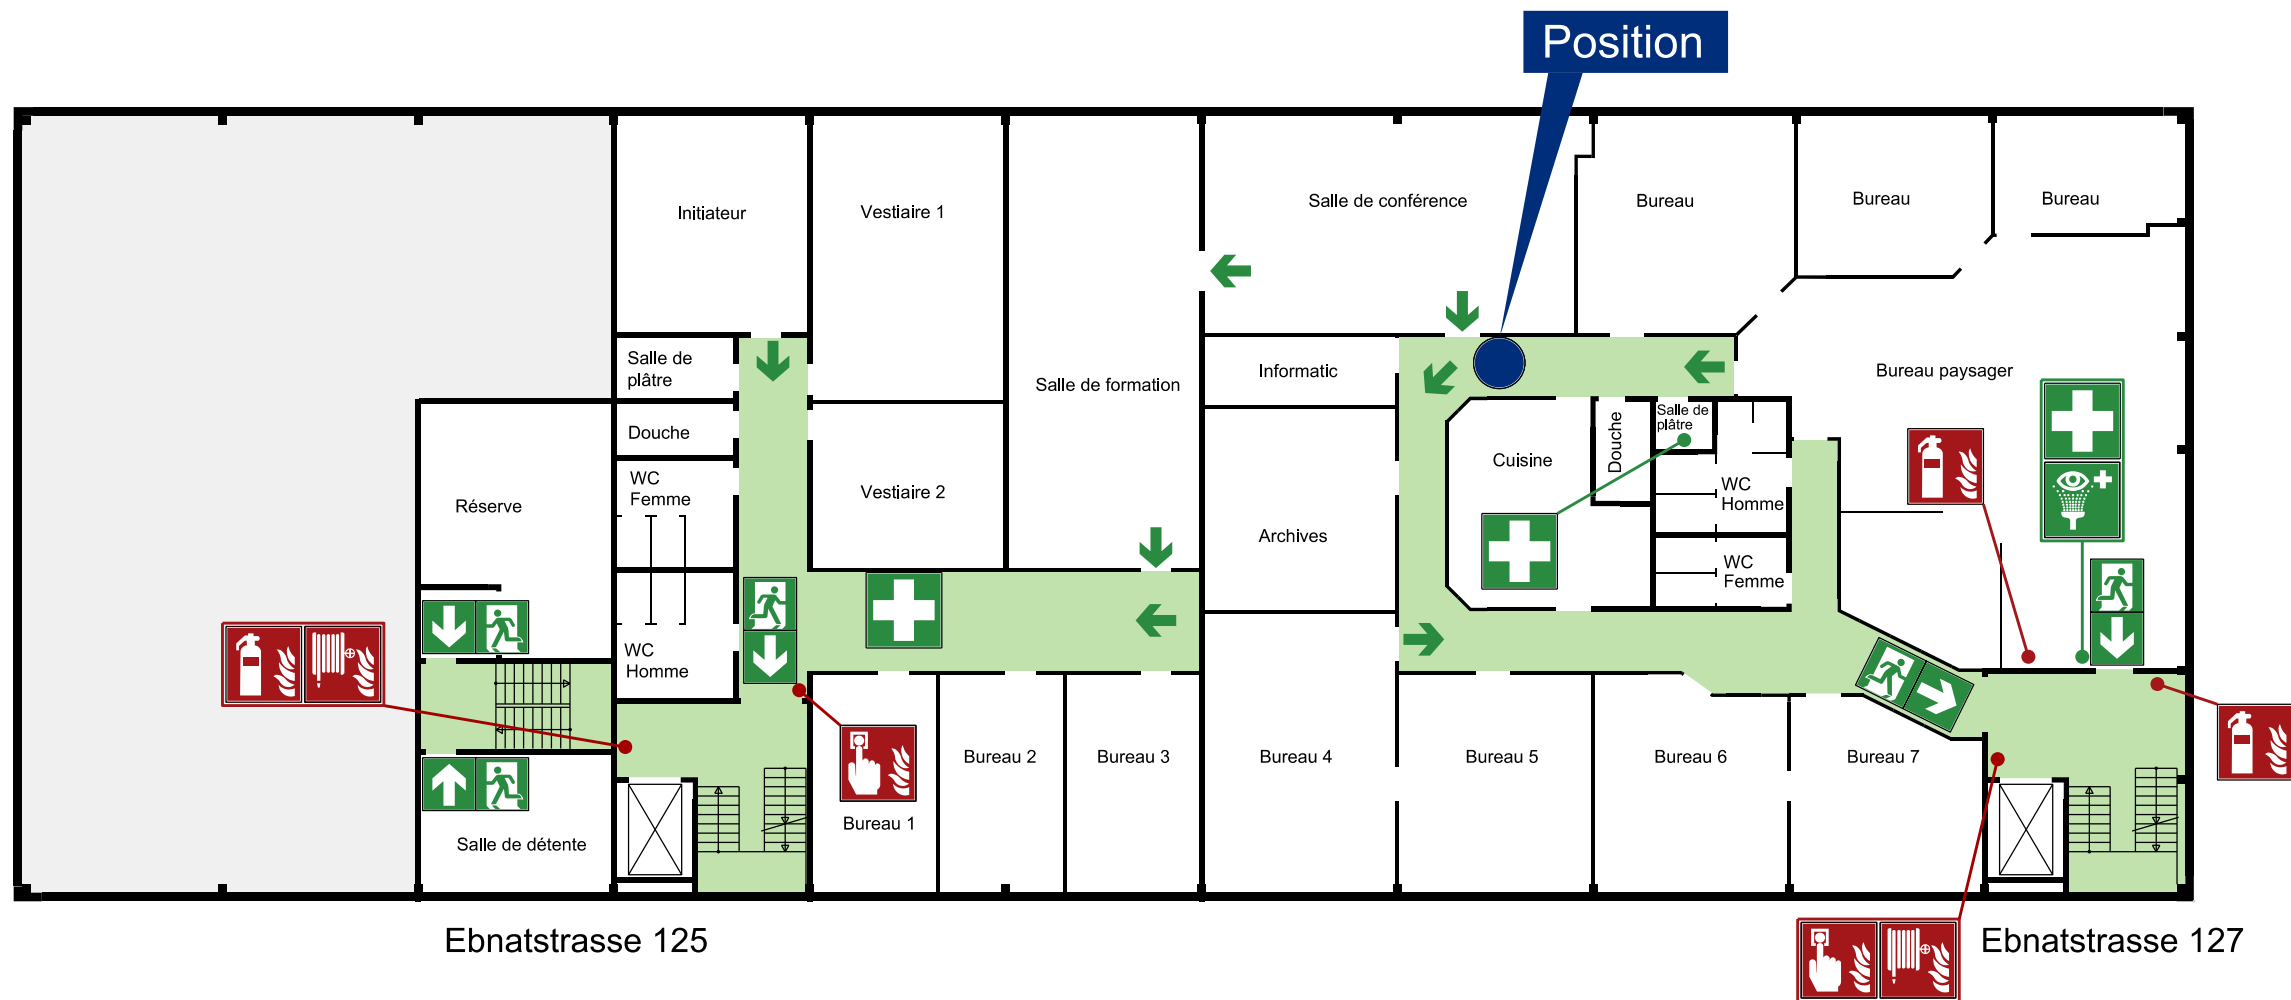 Position
Initiateur
Vestiaire 1
Salle de conférence
Bureau
Bureau
Bureau
Salle de
plâtre
Salle de formation
Informatic
Bureau paysager
Douche
Salle de
plâtre
Douche
Cuisine
WC
Femme
Réserve
Vestiaire 2
WC
Homme
Archives
WC
Femme
WC
Homme
Bureau 2
Bureau 3
Bureau 4
Bureau 5
Bureau 6
Bureau 7
Bureau 1
Salle de détente
Ebnatstrasse 125
Ebnatstrasse 127